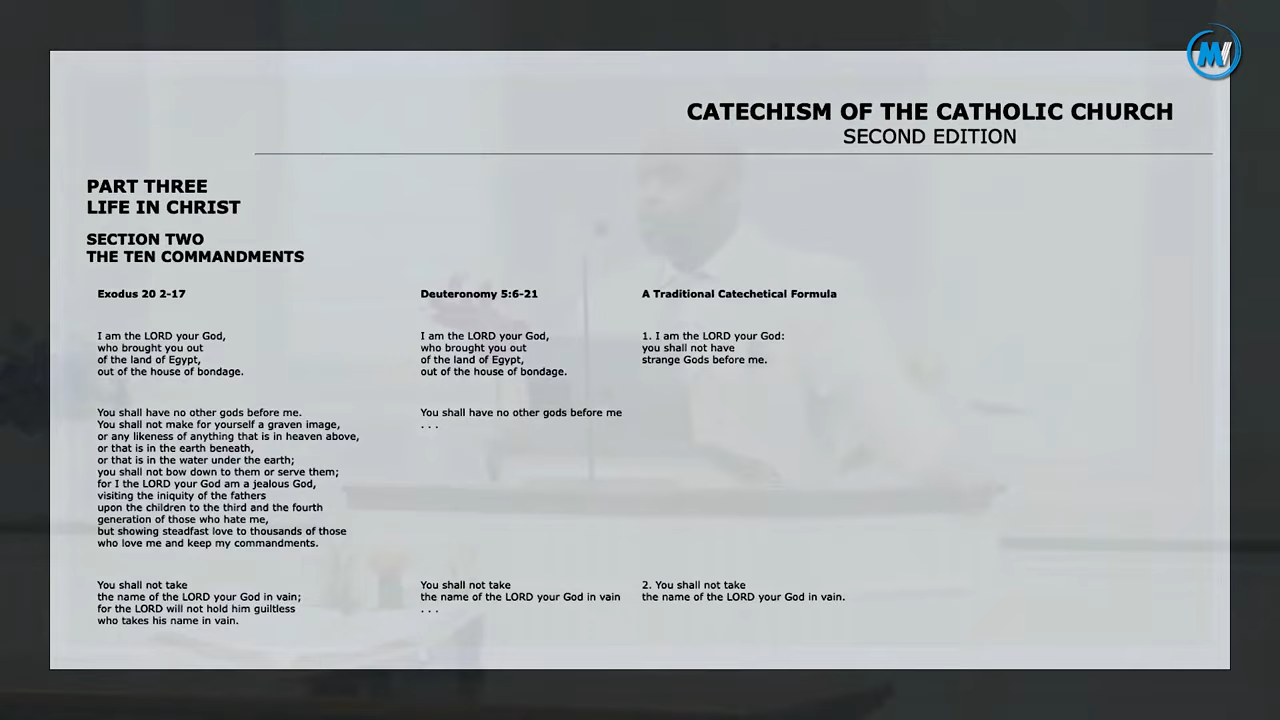 MV
CATECHISM OF THE CATHOLIC CHURCH
SECOND EDITION
PART THREE
LIFE IN CHRIST
SECTION TWO
THE TEN COMMANDMENTS
Exodus 20 2-17
I am the LORD your God,
who brought you out
of the land of Egypt,
out of the house of bondage.
You shall have no other gods before me.
You shall not make for yourself a graven image,
or any likeness of anything that is in heaven above,
or that is in the earth beneath,
or that is in the water under the earth;
you shall not bow down to them or serve them;
for I the LORD your God am a jealous God,
visiting the iniquity of the fathers
upon the children to the third and the fourth
generation of those who hate me,
but showing steadfast love to thousands of those
who love me and keep my commandments.
You shall not take
the name of the LORD your God in vain;
for the LORD will not hold him guiltless
who takes his name in vain.
Deuteronomy 5:6-21
I am the LORD your God,
who brought you out
of the land of Egypt,
out of the house of bondage.
You shall have no other gods before me
. . .
You shall not take
the name of the LORD your God in vain
. . .
A Traditional Catechetical Formula
1. I am the LORD your God:
you shall not have
strange Gods before me.
2. You shall not take
the name of the LORD your God in vain.